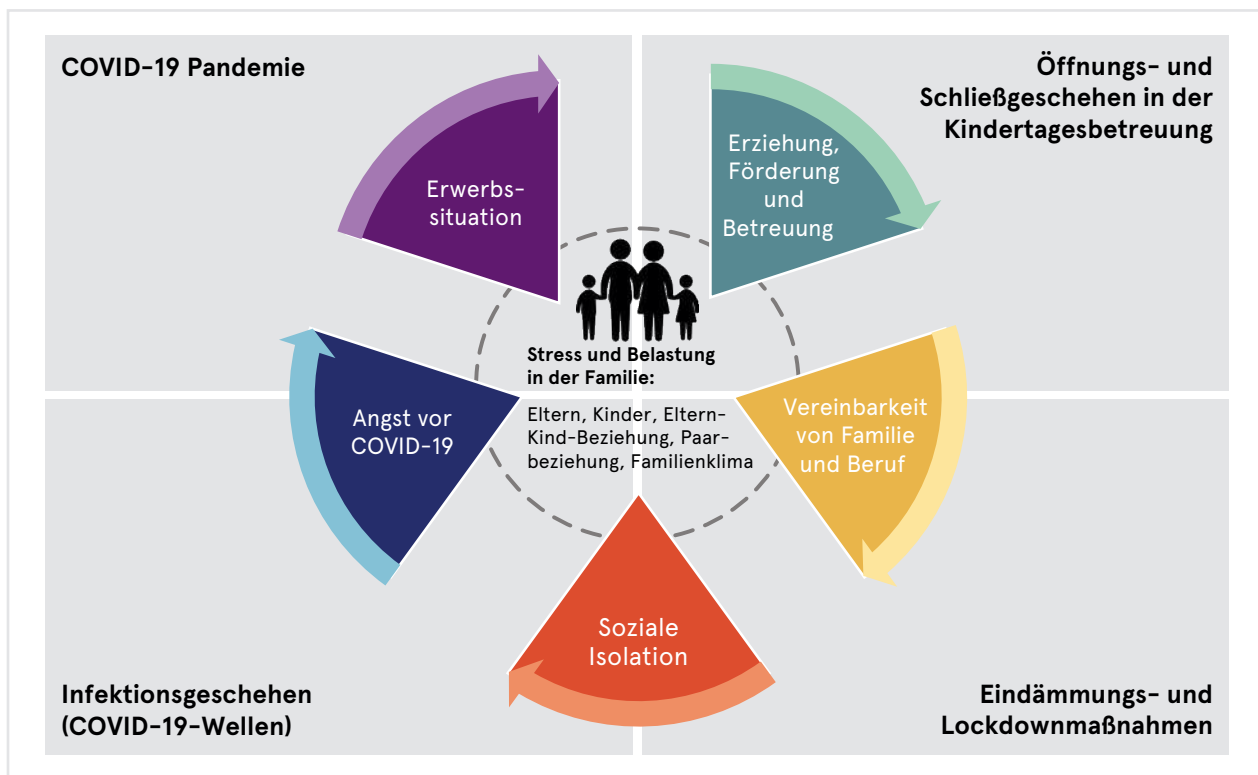 COVID-19 Pandemie
Öffnungs- und
Schließgeschehen in der
Kindertagesbetreuung
Erwerbs-
situation
Erziehung,
Förderung
und
Betreuung
Stress und Belastung
in der Familie:
Eltern, Kinder, Eltern-
Kind-Beziehung, Paar-
beziehung, Familienklima
Angst vor
COVID-19
Vereinbarkeit
von Familie
und Beruf
Soziale
Isolation
Infektionsgeschehen
(COVID-19-Wellen)
Eindämmungs- und
Lockdownmaßnahmen